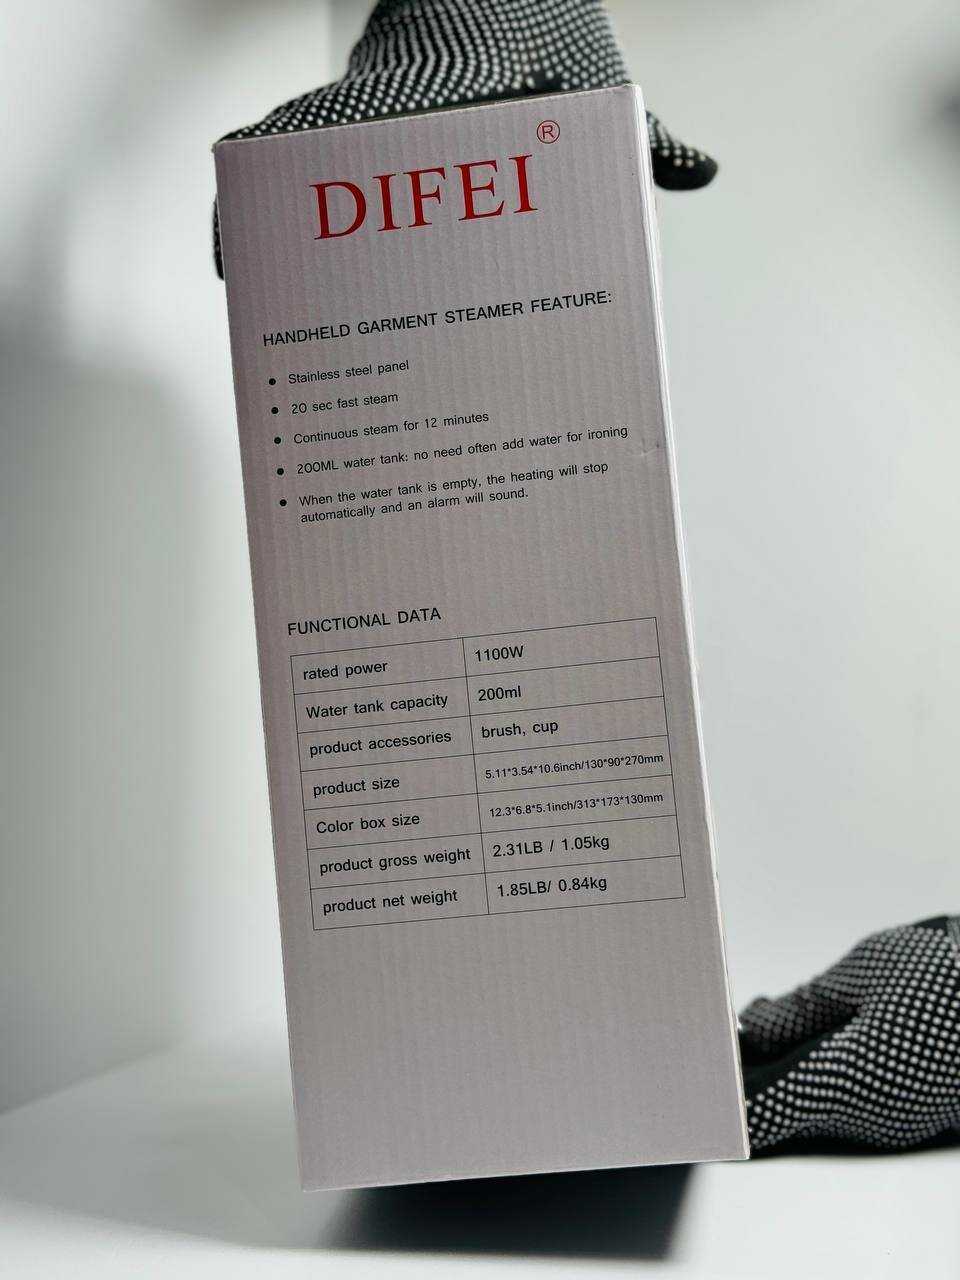 DIFEI®
HANDHELD GARMENT STEAMER FEATURE:
• Stainless steel panel
• 20 sec fast steam
• Continuous steam for 12 minutes
• 200ML water tank: no need often add water for ironing
• When the water tank is empty, the heating will stop
automatically and an alarm will sound.
FUNCTIONAL DATA
rated power 1100W
Water tank capacity 200ml
product accessories brush, cup
product size 5.11*3.54*10.6inch/130*90*270mm
Color box size 12.3*6.8*5.1inch/313*173*130mm
product gross weight 2.31LB / 1.05kg
product net weight 1.85LB/ 0.84kg